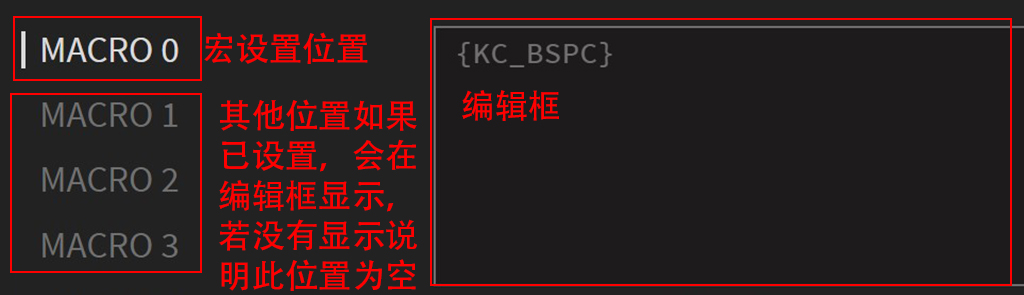 MACRO 0
宏设置位置
MACRO 1
MACRO 2
MACRO 3
其他位置如果
已设置，会在
编辑框显示，
若没有显示说
明此位置为空
{KC_BSPC}
编辑框